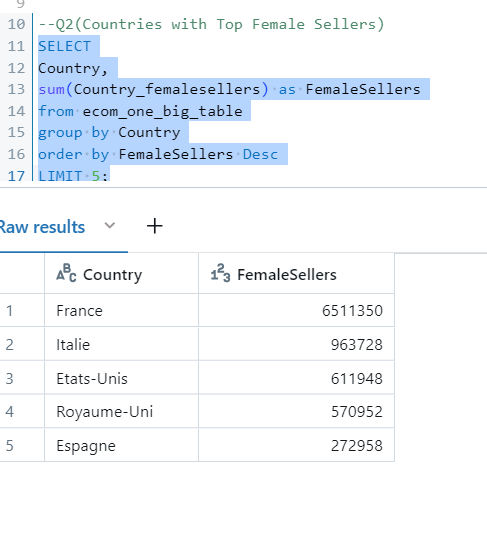 9
10 --Q2(Countries with Top Female Sellers)
11 SELECT
12 Country,
13 sum(Country_femalesellers) as FemaleSellers
14 from ecom_one_big_table
15 group by Country
16 order by FemaleSellers Desc
17 LIMIT 5;
Raw results
Country FemaleSellers
1 France 6511350
2 Italie 963728
3 Etats-Unis 611948
4 Royaume-Uni 570952
5 Espagne 272958